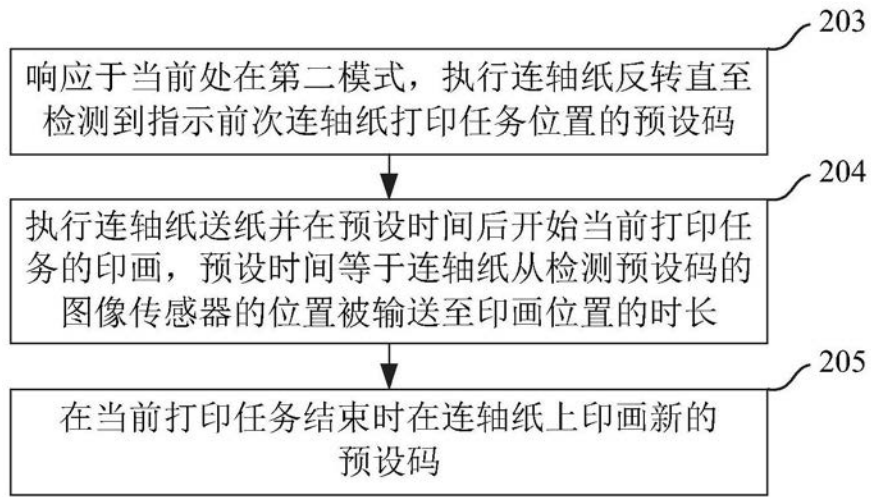 203
响应于当前处在第二模式，执行连轴纸反转直至
检测到指示前次连轴纸打印任务位置的预设码
204
执行连轴纸送纸并在预设时间后开始当前打印任
务的印画，预设时间等于连轴纸从检测预设码的
图像传感器的位置被输送至印画位置的时长
205
在当前打印任务结束时在连轴纸上印画新的
预设码